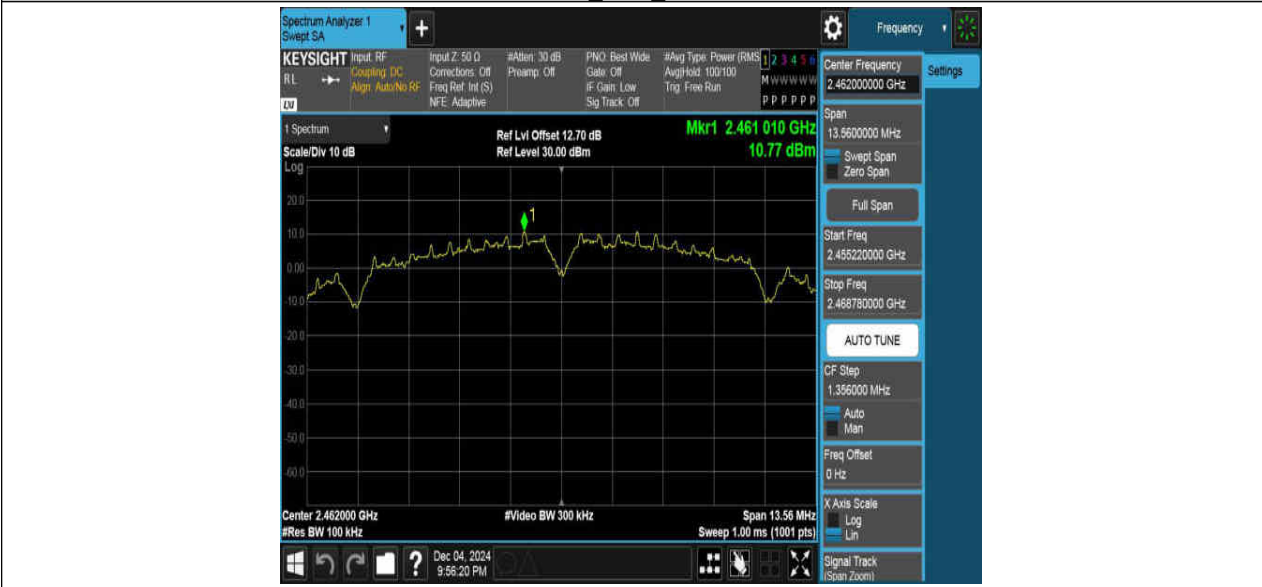 Spectrum Analyzer 1
Swept SA
+
Frequency
KEYSIGHT
RL
Input: RF
Coupling: DC
Align: Auto/No RF
Input Z: 50 Ω
Corrections: Off
Freq Ref: Int (S)
NFE: Adaptive
#Atten: 30 dB
Preamp: Off
PNO: Best Wide
Gate: Off
IF Gain: Low
Sig Track: Off
#Avg Type: Power (RMS
Avg|Hold: 100/100
Trig: Free Run
1 2 3 4 5 6
M W W W W W
P P P P P P
1 Spectrum
Scale/Div 10 dB
Log
Ref Lvl Offset 12.70 dB
Ref Level 30.00 dBm
Mkr1 2.461 010 GHz
10.77 dBm
1
20.0
10.0
0.00
-10.0
-20.0
-30.0
-40.0
-50.0
-60.0
Center 2.462000 GHz
#Res BW 100 kHz
#Video BW 300 kHz
Span 13.56 MHz
Sweep 1.00 ms (1001 pts)
Center Frequency
2.462000000 GHz
Settings
Span
13.5600000 MHz
Swept Span
Zero Span
Full Span
Start Freq
2.455220000 GHz
Stop Freq
2.468780000 GHz
AUTO TUNE
CF Step
1.356000 MHz
Auto
Man
Freq Offset
0 Hz
X Axis Scale
Log
Lin
Signal Track
(Span Zoom)
?
Dec 04, 2024
9:56:20 PM